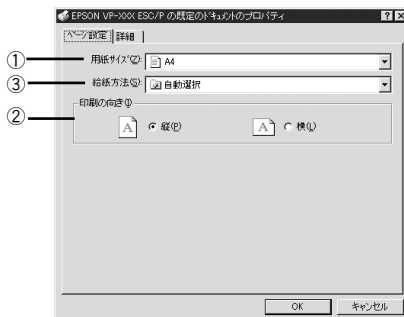 EPSON VP-XXX ESC/P の既定のドキュメントのプロパティ
ページ設定 詳細
① 用紙サイズ(Z): A4
③ 給紙方法(S): 自動選択
印刷の向き(I)
② A 縦(P) A 横(L)
OK キャンセル